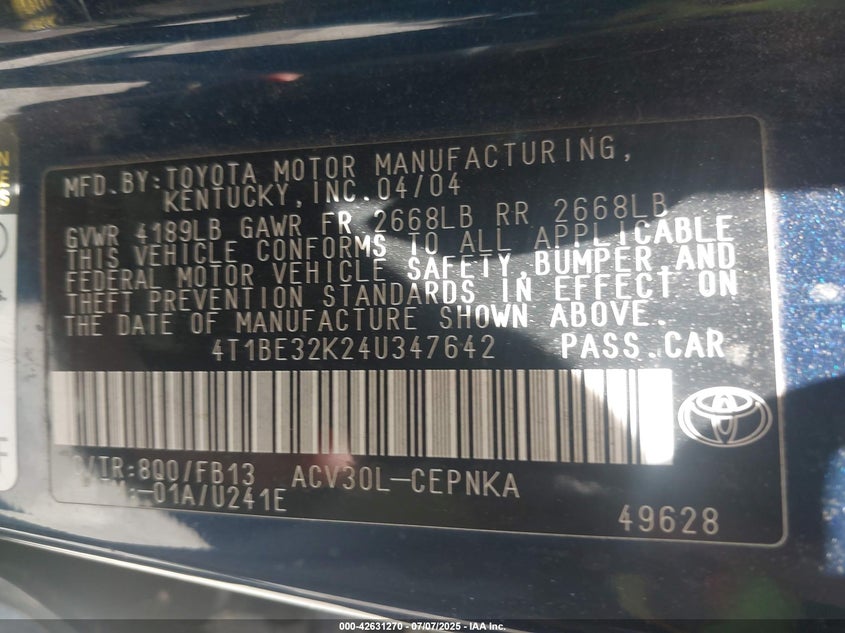 MFD.BY:TOYOTA MOTOR MANUFACTURING,
KENTUCKY,INC.04/04
GVWR 4189LB GAWR FR 2668LB RR 2668LB
THIS VEHICLE CONFORMS TO ALL APPLICABLE
FEDERAL MOTOR VEHICLE SAFETY,BUMPER,AND
THEFT PREVENTION STANDARDS IN EFFECT ON
THE DATE OF MANUFACTURE SHOWN ABOVE.
4T1BE32K24U347642 PASS.CAR
/TR:8Q0/FB13 ACV30L-CEPNKA
:-01A/U241E
49628
000-42631270 - 07/07/2025 - IAA Inc.